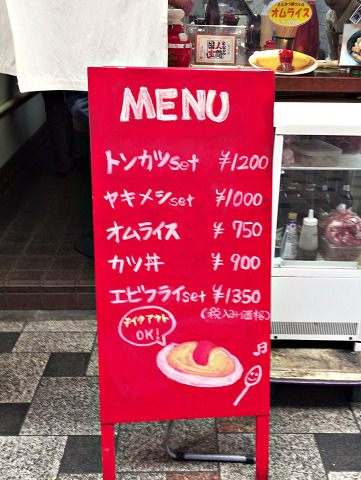 オムライス
MENU
トンカツset ¥1200
ヤキメシset ¥1000
オムライス ¥750
カツ丼 ¥900
エビフライset ¥1350
(税込み価格)
テイクアウト
OK!